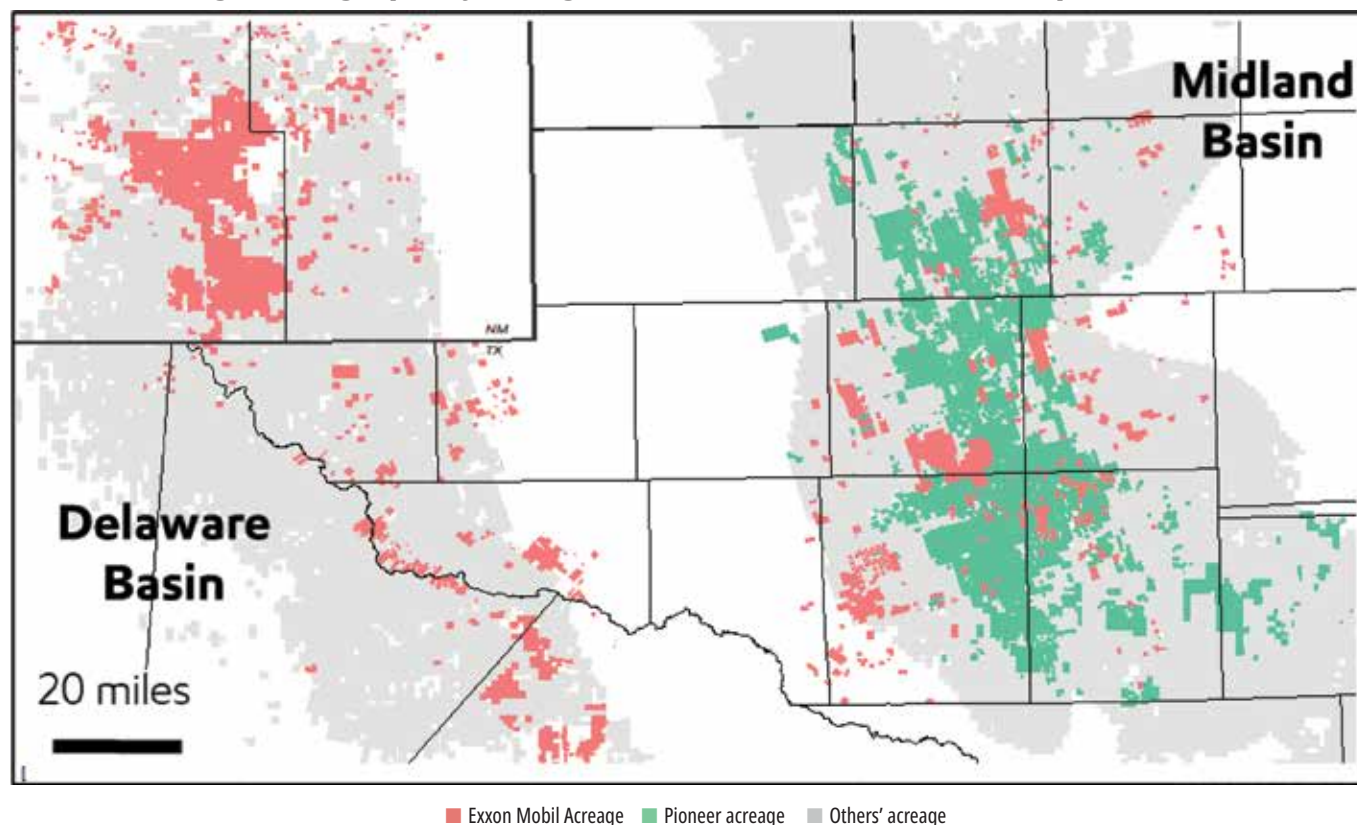 Midland
Basin
NM
TX
Delaware
Basin
20 miles
Exxon Mobil Acreage Pioneer acreage Others’ acreage